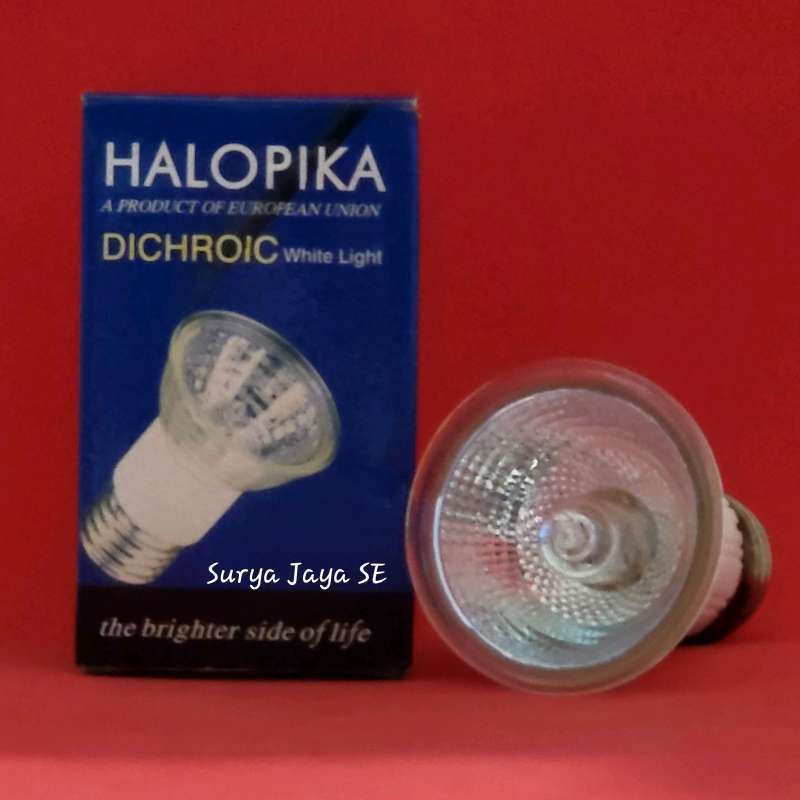 HALOPIKA
A PRODUCT OF EUROPEAN UNION
DICHROIC White Light
Surya Jaya SE
the brighter side of life